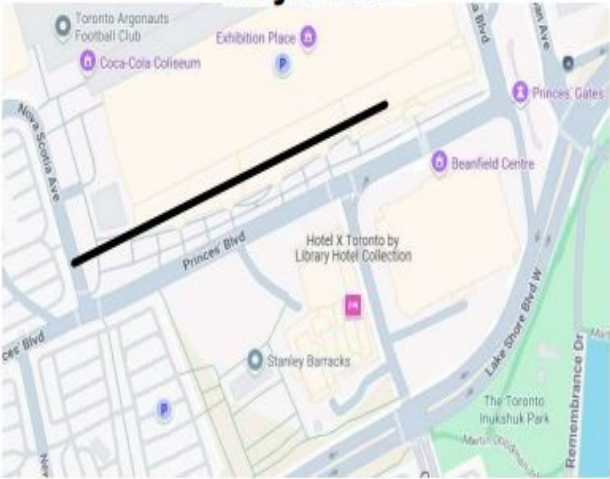 Toronto Argonauts
Football Club
Exhibition Place
P
Coca-Cola Coliseum
Princes' Gates
Nova Scotia Ave
Beanfield Centre
Princes' Blvd
Hotel X Toronto by
Library Hotel Collection
Lake Shore Blvd W
ces' Blvd
Stanley Barracks
P
The Toronto
Inukshuk Park
Remembrance Dr